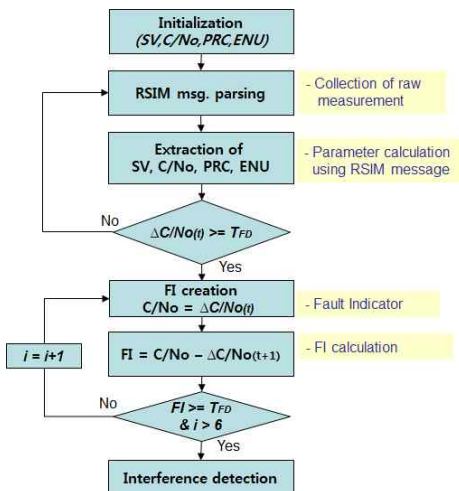 Initialization
(SV,C/No,PRC,ENU)
RSIM msg. parsing
- Collection of raw
measurement
Extraction of
SV, C/No, PRC, ENU
- Parameter calculation
using RSIM message
No
ΔC/No(t) >= TFD
Yes
FI creation
C/No = ΔC/No(t)
- Fault Indicator
i = i+1
FI = C/No – ΔC/No(t+1)
- FI calculation
No
FI >= TFD
& i > 6
Yes
Interference detection